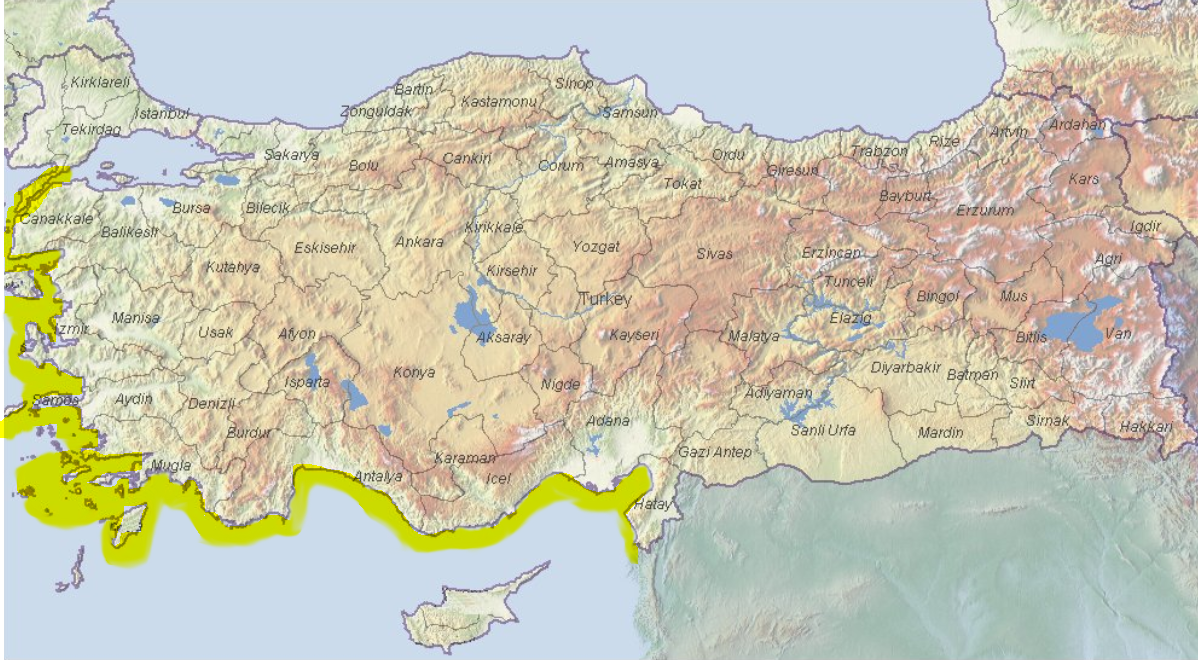 Kirklareli
Istanbul
Tekirdag
Bartin
Zonguldak
Kastamonu
Sinop
Samsun
Sakarya
Bolu
Cankiri
Corum
Amasya
Ordu
Giresun
Trabzon
Rize
Artvin
Ardahan
Tokat
Bayburt
Kars
Erzurum
Igdir
Canakkale
Balikesir
Bursa
Bilecik
Eskisehir
Ankara
Kirikkale
Yozgat
Sivas
Erzincan
Agri
Kutahya
Kirsehir
Tunceli
Turkey
Bingol
Mus
Elazig
Izmir
Manisa
Usak
Afyon
Aksaray
Kayseri
Malatya
Bitlis
Van
Konya
Isparta
Nigde
Diyarbakir
Batman
Siirt
Samos
Aydin
Denizli
Adiyaman
Adana
Burdur
Sanli Urfa
Mardin
Sirnak
Hakkari
Mugla
Karaman
Gazi Antep
Antalya
Icel
Hatay